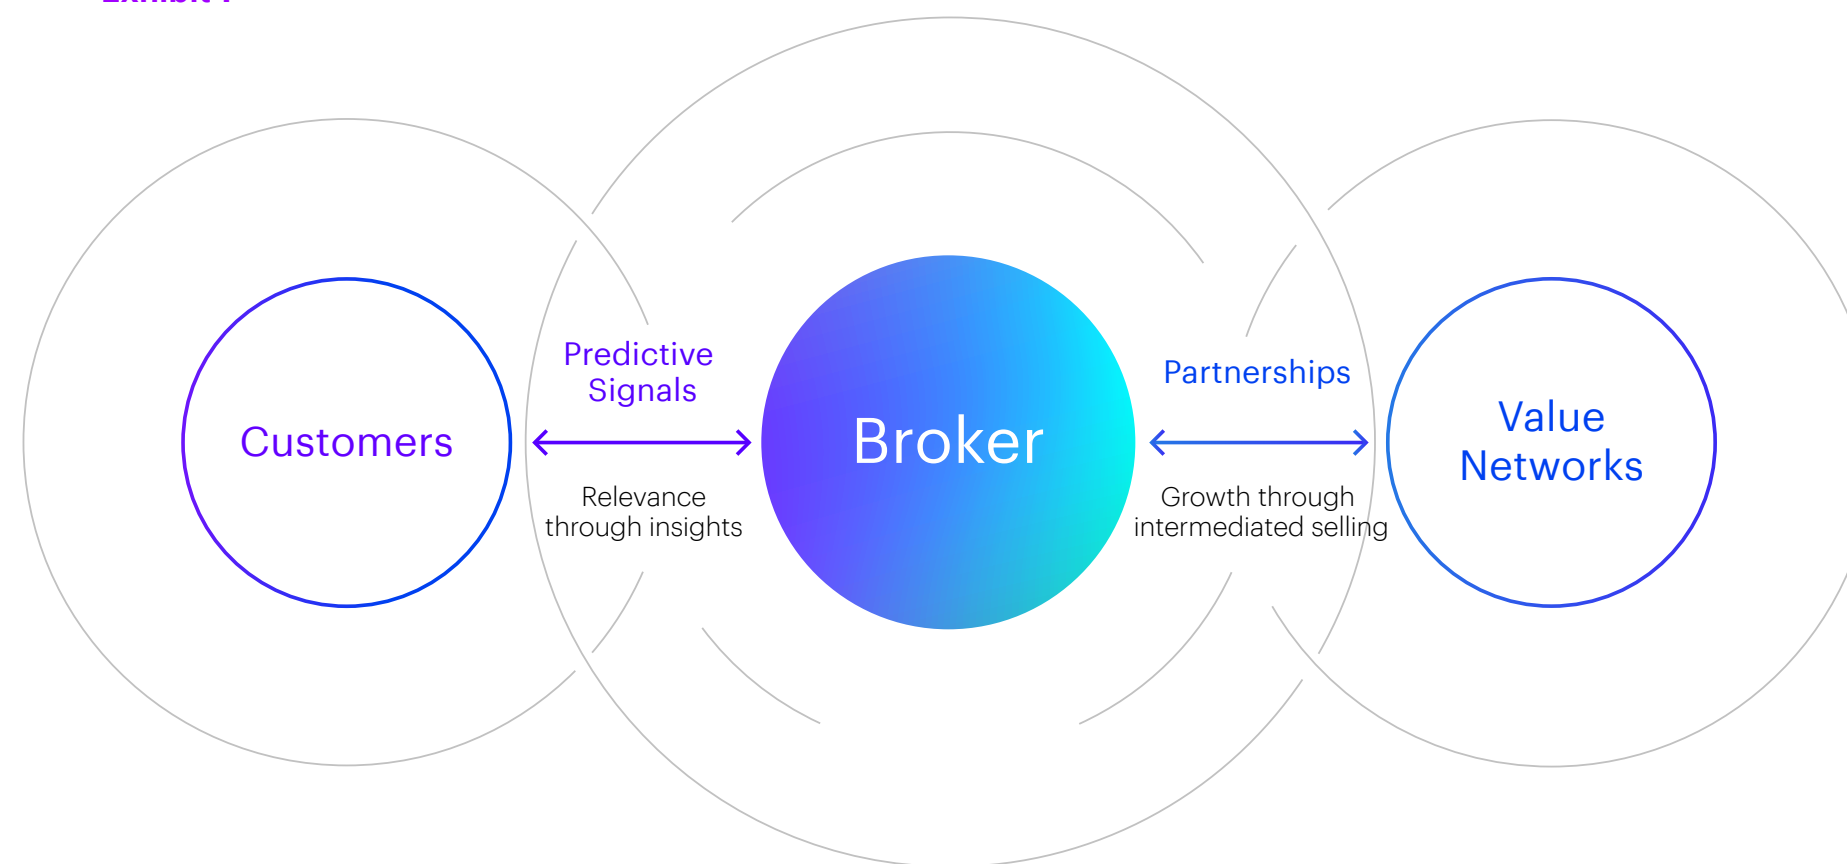 Customers
Predictive
Signals
Relevance
through insights
Broker
Partnerships
Growth through
intermediated selling
Value
Networks